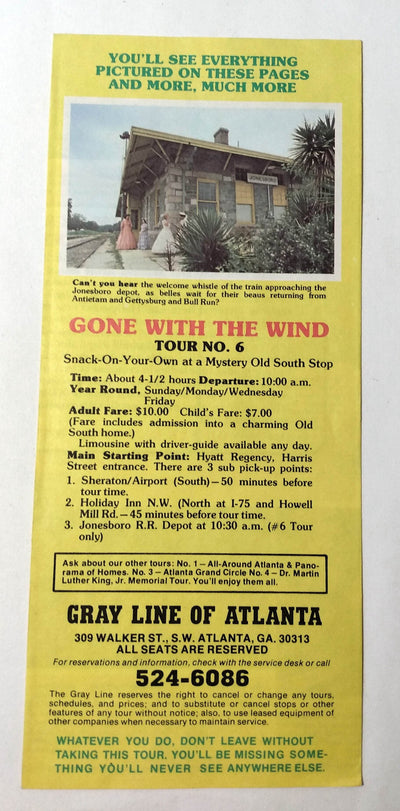 YOU'LL SEE EVERYTHING
PICTURED ON THESE PAGES
AND MORE, MUCH MORE
JONESBORO
Can't you hear the welcome whistle of the train approaching the
Jonesboro depot, as belles wait for their beaus returning from
Antietam and Gettysburg and Bull Run?
GONE WITH THE WIND
TOUR NO. 6
Snack-On-Your-Own at a Mystery Old South Stop
Time: About 4-1/2 hours Departure: 10:00 a.m.
Year Round, Sunday/Monday/Wednesday
Friday
Adult Fare: $10.00 Child's Fare: $7.00
(Fare includes admission into a charming Old
South home.)
Limousine with driver-guide available any day.
Main Starting Point: Hyatt Regency, Harris
Street entrance. There are 3 sub pick-up points:
1. Sheraton/Airport (South)—50 minutes before
tour time.
2. Holiday Inn N.W. (North at I-75 and Howell
Mill Rd.—45 minutes before tour time.
3. Jonesboro R.R. Depot at 10:30 a.m. (#6 Tour
only)
Ask about our other tours: No. 1—All-Around Atlanta & Pano-
rama of Homes. No. 3—Atlanta Grand Circle No. 4—Dr. Martin
Luther King, Jr. Memorial Tour. You'll enjoy them all.
GRAY LINE OF ATLANTA
309 WALKER ST., S.W. ATLANTA, GA. 30313
ALL SEATS ARE RESERVED
For reservations and information, check with the service desk or call
524-6086
The Gray Line reserves the right to cancel or change any tours,
schedules, and prices; and to substitute or cancel stops or other
features of any tour without notice; also, to use leased equipment of
other companies when necessary to maintain service.
WHATEVER YOU DO, DON'T LEAVE WITHOUT
TAKING THIS TOUR. YOU'LL BE MISSING SOME-
THING YOU'LL NEVER SEE ANYWHERE ELSE.